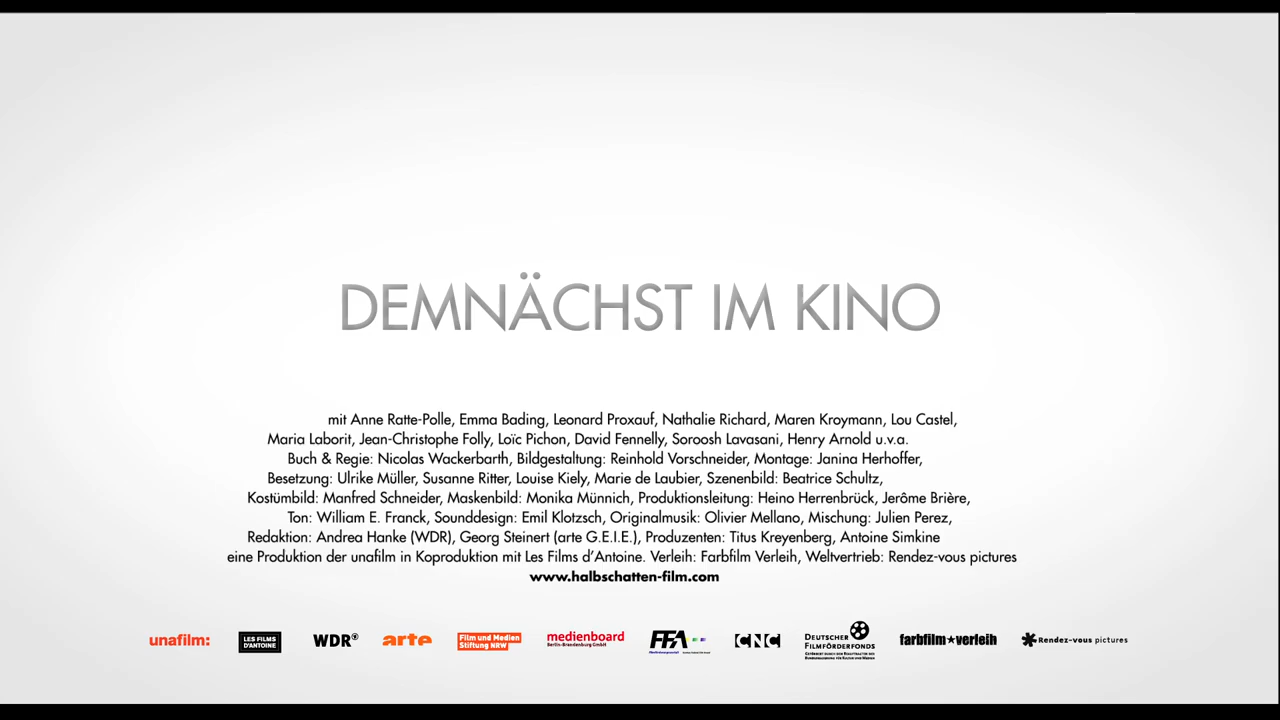 DEMNÄCHST IM KINO
mit Anne Ratte-Polle, Emma Bading, Leonard Proxauf, Nathalie Richard, Maren Kroymann, Lou Castel,
Maria Laborit, Jean-Christophe Folly, Loïc Pichon, David Fennelly, Soroosh Lavasani, Henry Arnold u.v.a.
Buch & Regie: Nicolas Wackerbarth, Bildgestaltung: Reinhold Vorschneider, Montage: Janina Herhoffer,
Besetzung: Ulrike Müller, Susanne Ritter, Louise Kiely, Marie de Laubier, Szenenbild: Beatrice Schultz,
Kostümbild: Manfred Schneider, Maskenbild: Monika Münnich, Produktionsleitung: Heino Herrenbrück, Jerôme Brière,
Ton: William E. Franck, Sounddesign: Emil Klotzsch, Originalmusik: Olivier Mellano, Mischung: Julien Perez,
Redaktion: Andrea Hanke (WDR), Georg Steinert (arte G.E.I.E.), Produzenten: Titus Kreyenberg, Antoine Simkine
eine Produktion der unafilm in Koproduktion mit Les Films d'Antoine. Verleih: Farbfilm Verleih, Weltvertrieb: Rendez-vous pictures
www.halbschatten-film.com
unafilm:
LES FILMS
D'ANTOINE
WDR
arte
Film und Medien
Stiftung NRW
medienboard
Berlin-Brandenburg GmbH
FFA
CNC
DEUTSCHER
FILMFÖRDERFONDS
farbfilm★verleih
Rendez-vous pictures